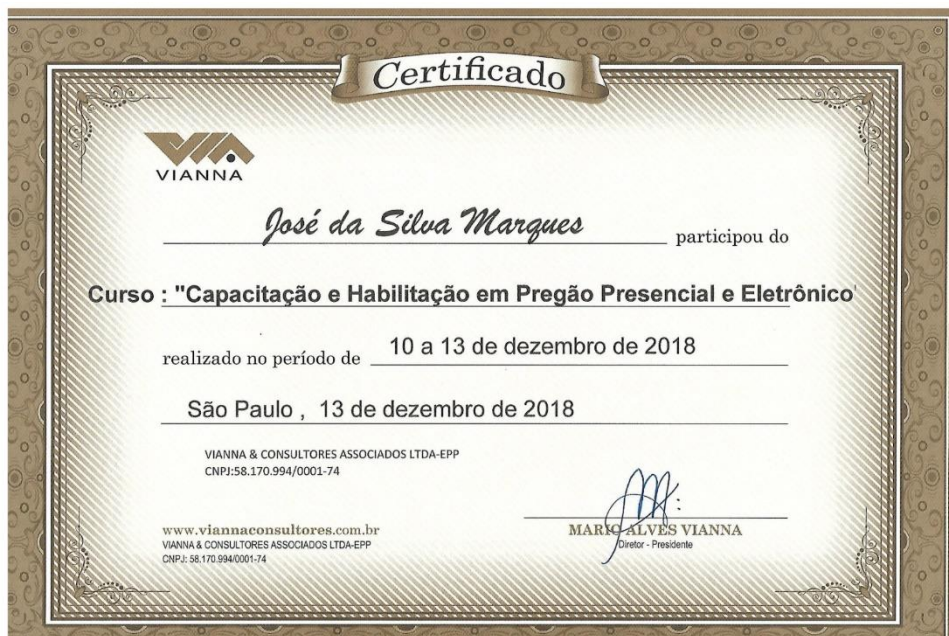 Certificado
VIANNA
José da Silva Marques participou do
Curso : "Capacitação e Habilitação em Pregão Presencial e Eletrônico"
realizado no período de 10 a 13 de dezembro de 2018
São Paulo , 13 de dezembro de 2018
VIANNA & CONSULTORES ASSOCIADOS LTDA-EPP
CNPJ:58.170.994/0001-74
www.viannaconsultores.com.br
VIANNA & CONSULTORES ASSOCIADOS LTDA-EPP
CNPJ: 58.170.994/0001-74
MARIO ALVES VIANNA
Diretor - Presidente